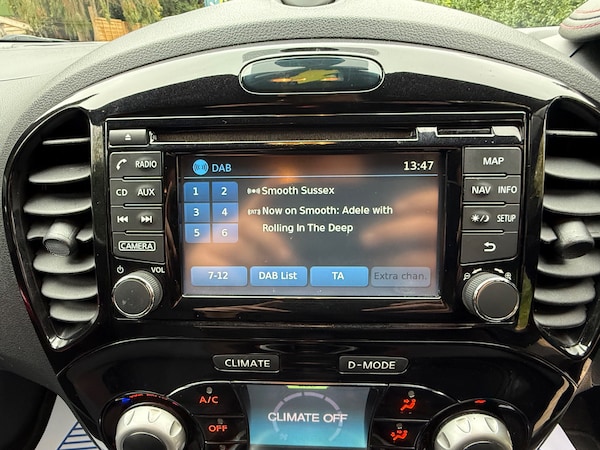 DAB
13:47
1 2
3 4
5 6
Smooth Sussex
Now on Smooth: Adele with
Rolling In The Deep
7-12
DAB List
TA
Extra chan.
RADIO
CD
AUX
CAMERA
VOL
MAP
NAV
INFO
SETUP
CLIMATE
D-MODE
A/C
OFF
CLIMATE OFF